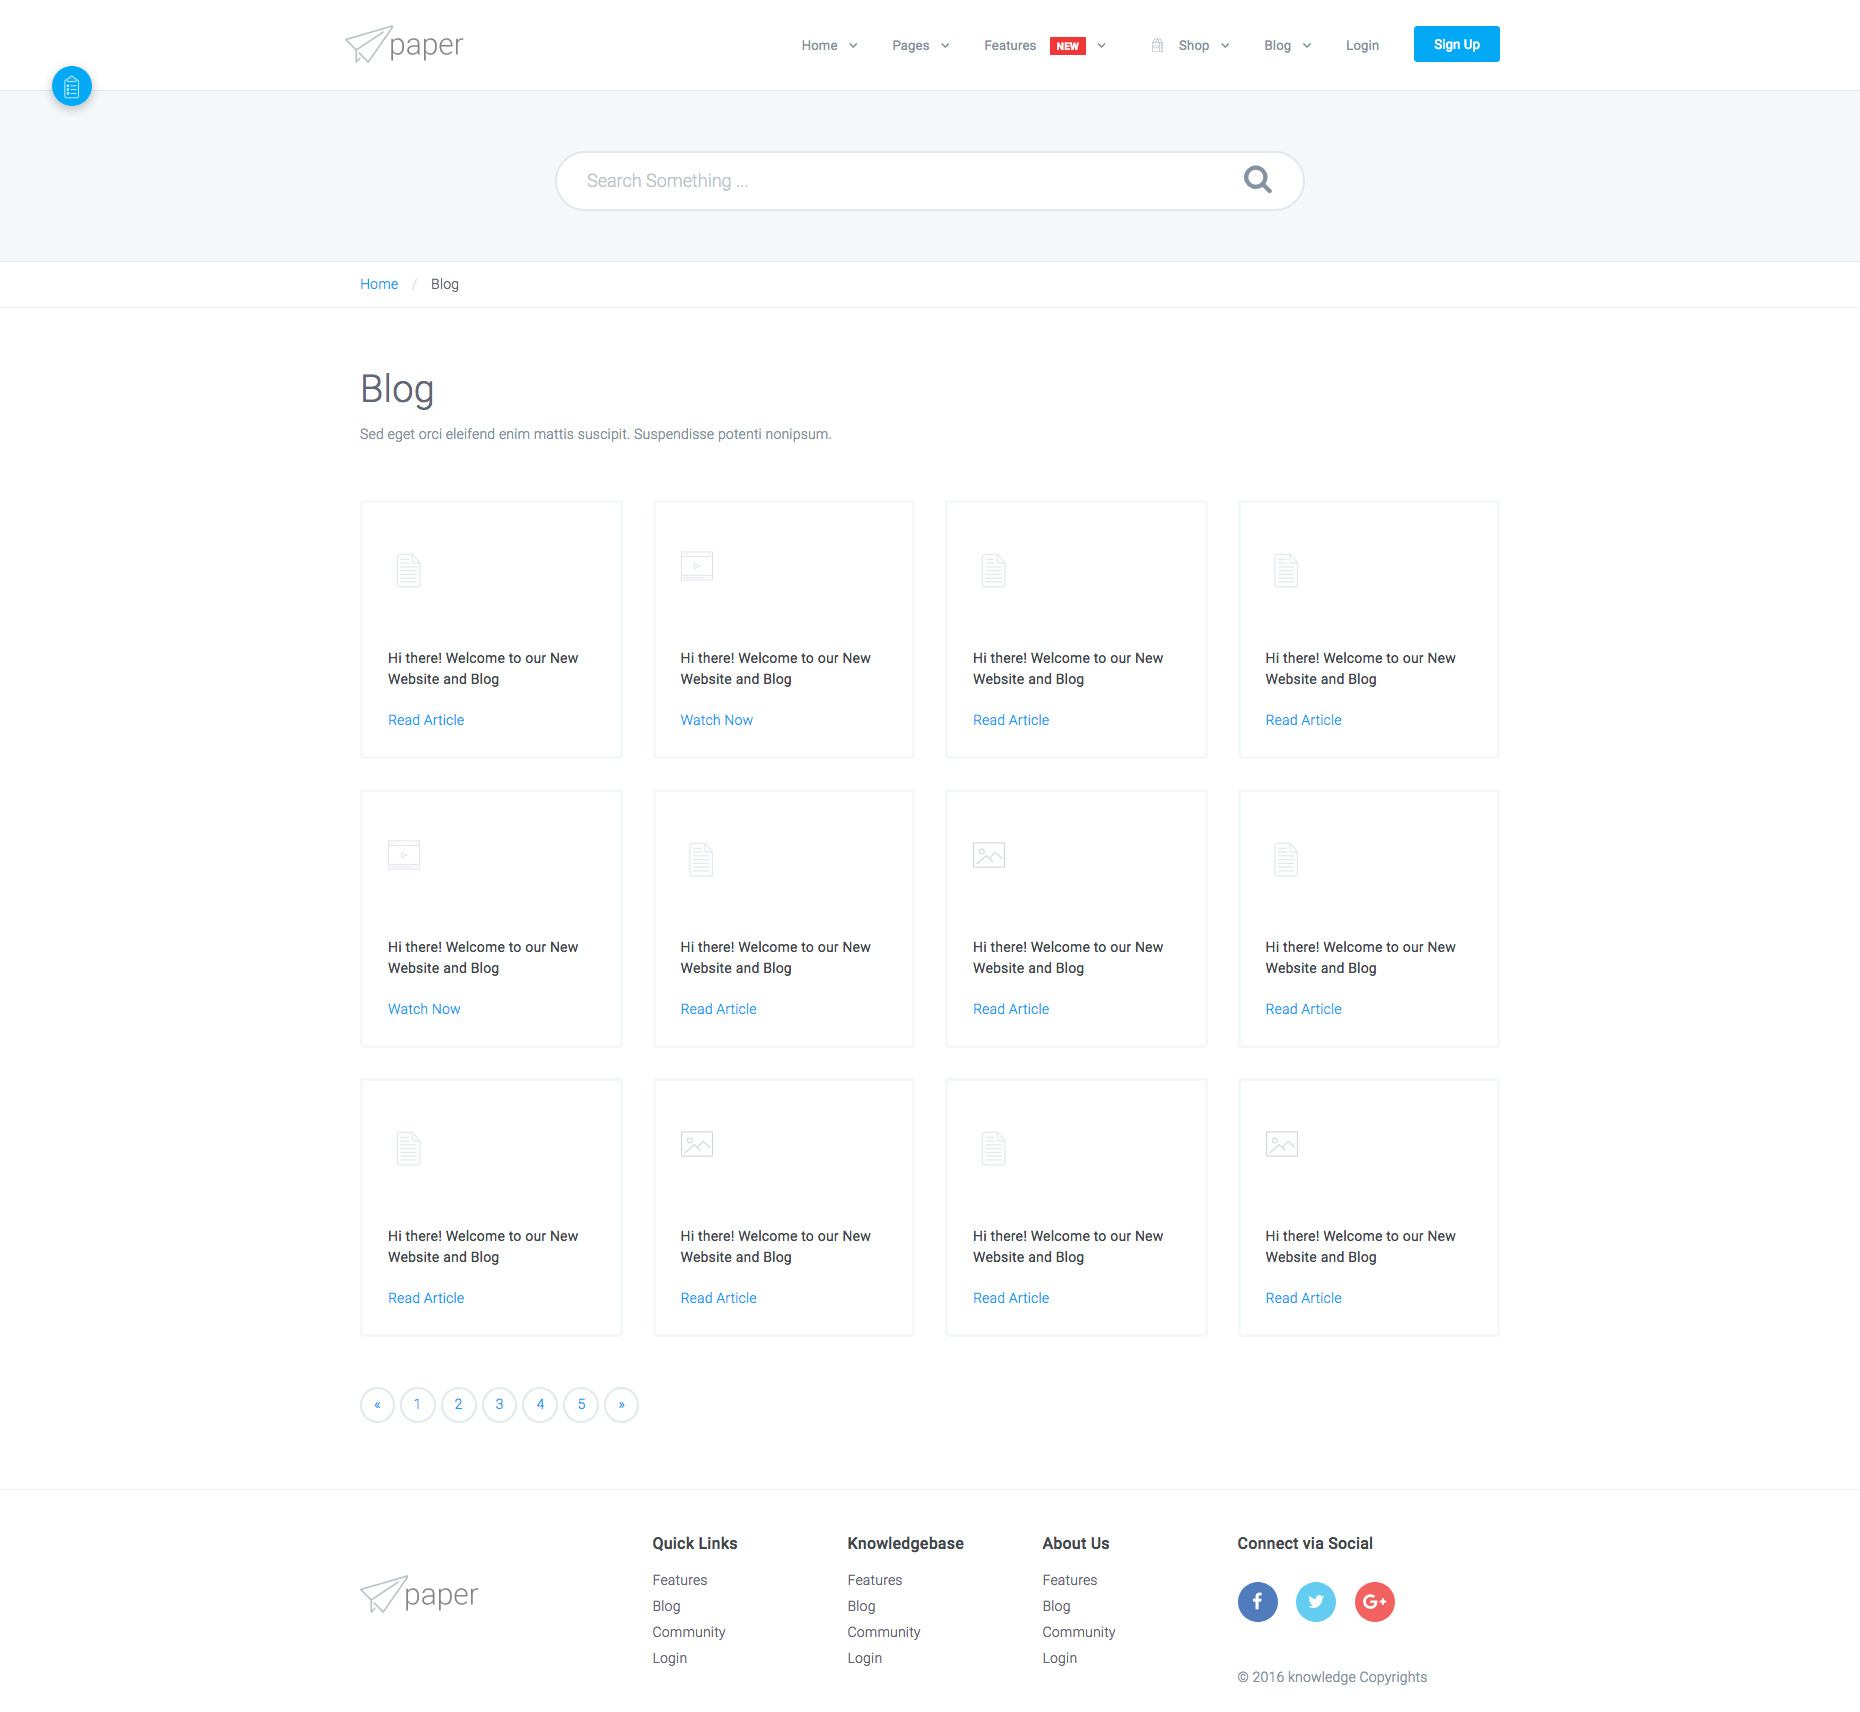 paper
Home
Pages
Features NEW
Shop
Blog
Login
Sign Up
Search Something ...
Home / Blog
Blog
Sed eget orci eleifend enim mattis suscipit. Suspendisse potenti nonipsum.
Hi there! Welcome to our New
Website and Blog
Read Article
Hi there! Welcome to our New
Website and Blog
Watch Now
Hi there! Welcome to our New
Website and Blog
Read Article
Hi there! Welcome to our New
Website and Blog
Read Article
Hi there! Welcome to our New
Website and Blog
Watch Now
Hi there! Welcome to our New
Website and Blog
Read Article
Hi there! Welcome to our New
Website and Blog
Read Article
Hi there! Welcome to our New
Website and Blog
Read Article
Hi there! Welcome to our New
Website and Blog
Read Article
Hi there! Welcome to our New
Website and Blog
Read Article
Hi there! Welcome to our New
Website and Blog
Read Article
Hi there! Welcome to our New
Website and Blog
Read Article
« 1 2 3 4 5 »
paper
Quick Links
Features
Blog
Community
Login
Knowledgebase
Features
Blog
Community
Login
About Us
Features
Blog
Community
Login
Connect via Social
f G+
© 2016 knowledge Copyrights